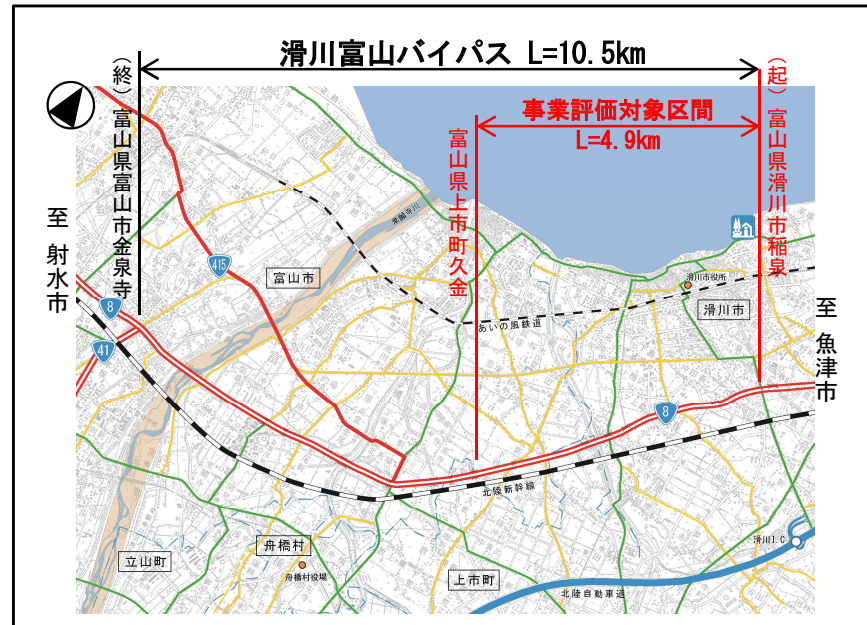 滑川富山バイパス L=10.5km
事業評価対象区間
L=4.9km
(終)富山県富山市金泉寺
富山県上市町久金
(起)富山県滑川市稲泉
至 射水市
至 魚津市
415
8
41
8
富山市
常願寺川
滑川市役所
滑川市
あいの風鉄道
北陸新幹線
立山町
舟橋村
舟橋村役場
上市町
滑川I.C
北陸自動車道